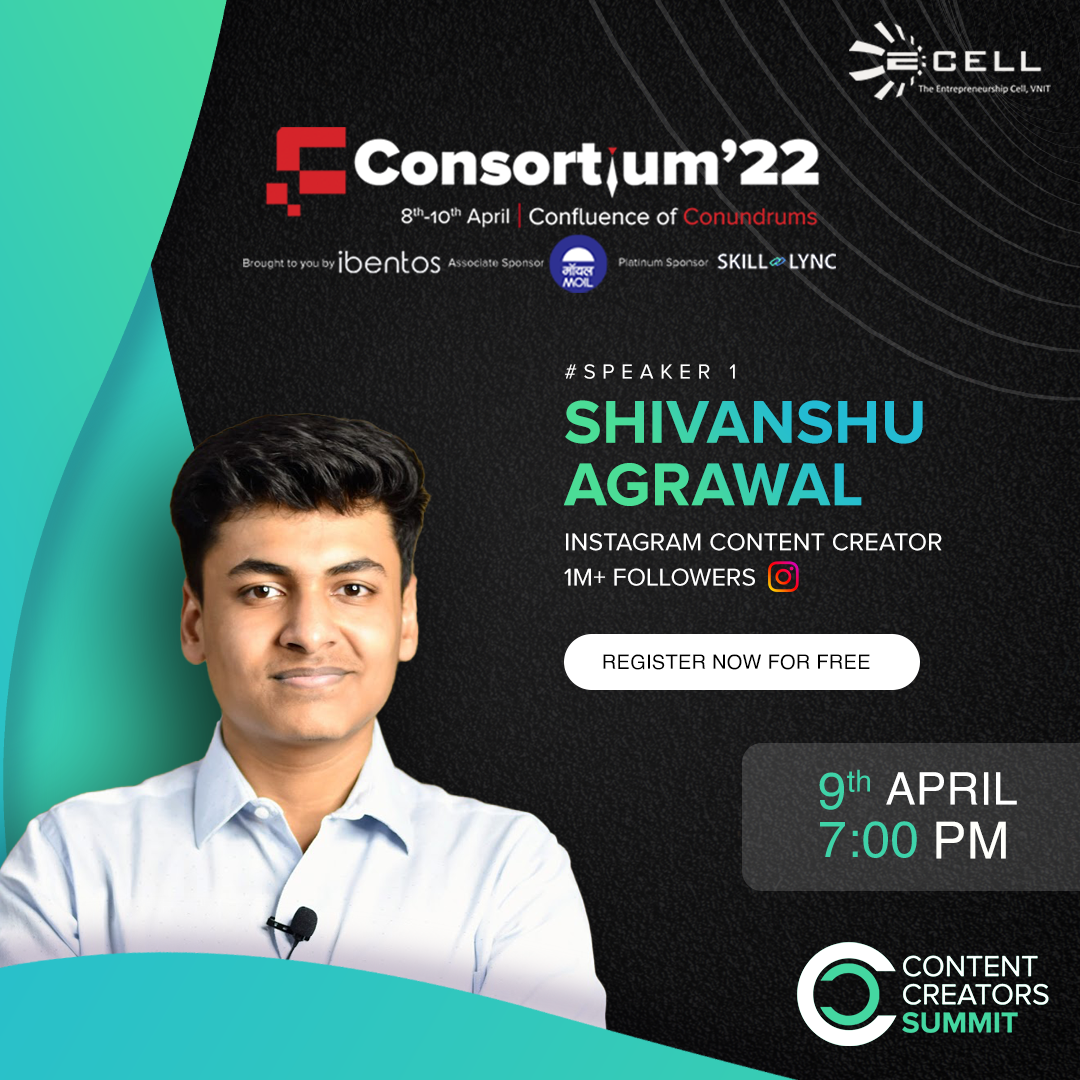 ECELL
The Entrepreneurship Cell, VNIT
Consortium'22
8th-10th April | Confluence of Conundrums
Brought to you by ibentos Associate Sponsor मॉयल MOIL Platinum Sponsor SKILL LYNC
#SPEAKER 1
SHIVANSHU
AGRAWAL
INSTAGRAM CONTENT CREATOR
1M+ FOLLOWERS
REGISTER NOW FOR FREE
9th APRIL
7:00 PM
CONTENT
CREATORS
SUMMIT